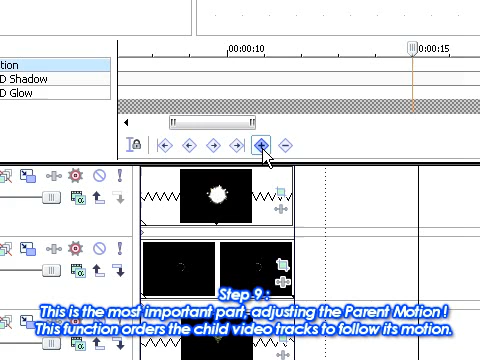 00:00:10
00:00:15
tion
D Shadow
D Glow
Step 9 :
This is the most important part-adjusting the Parent Motion !
This function orders the child video tracks to follow its motion.